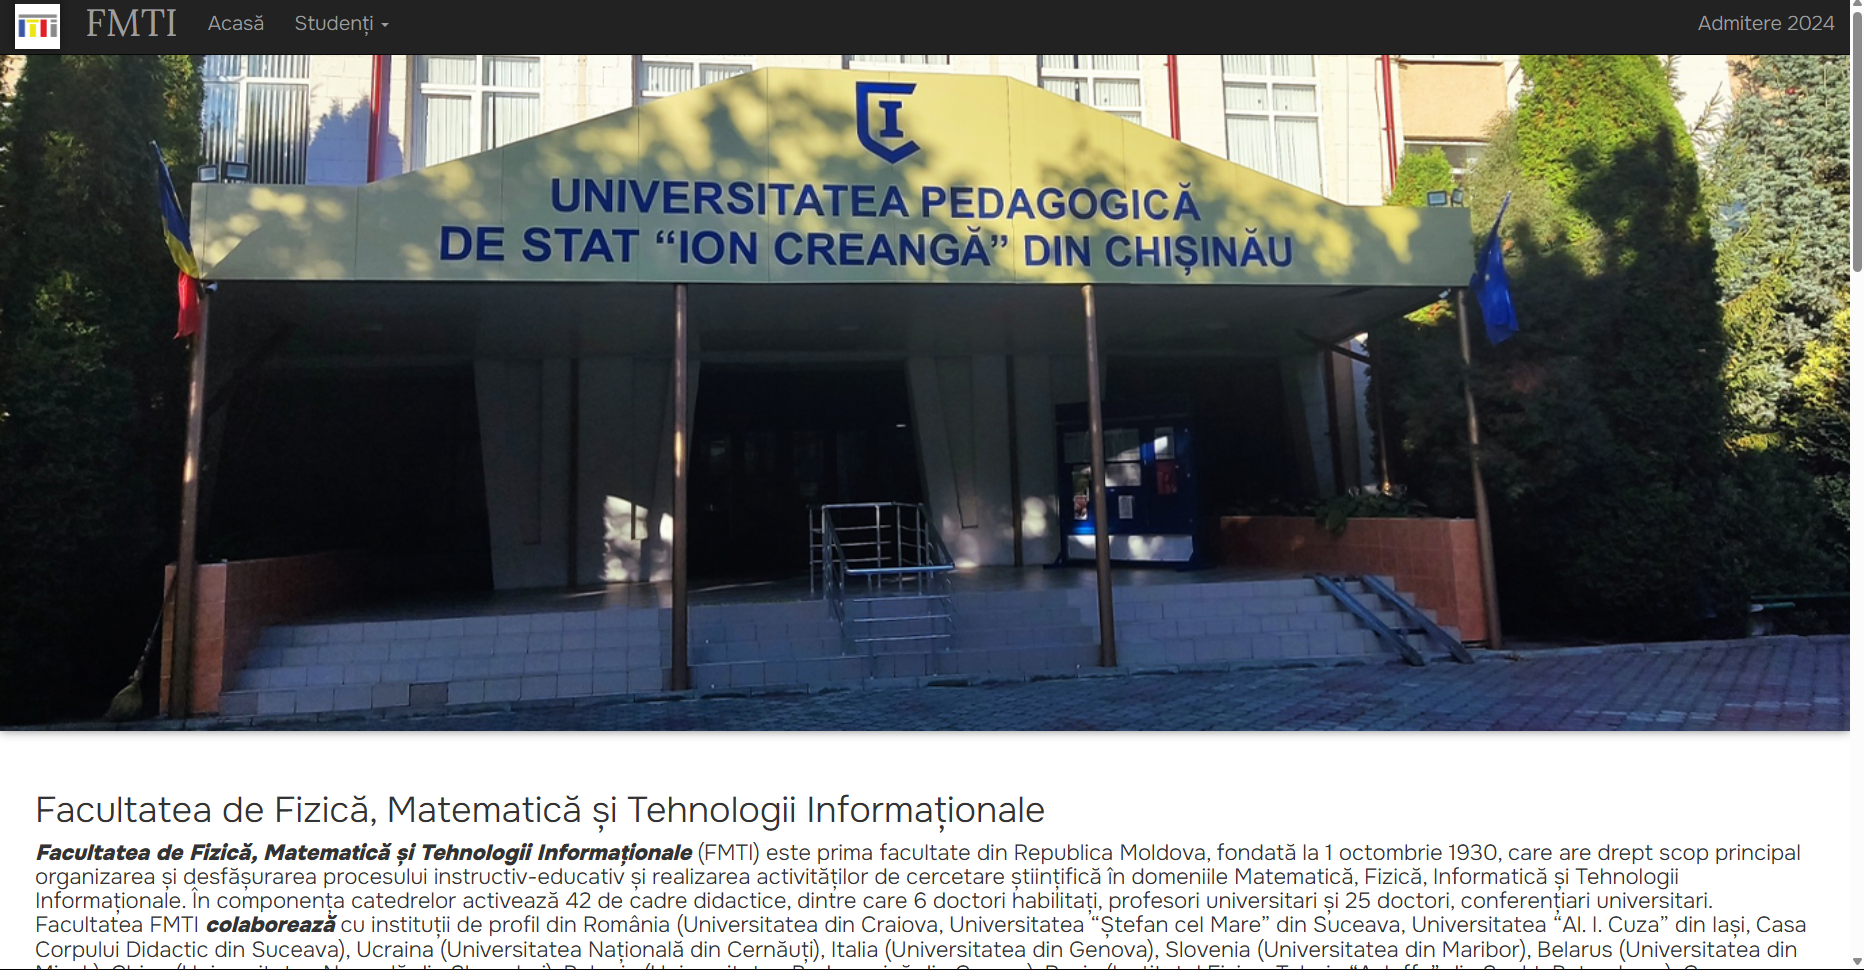 FMTI Acasă Studenți Admitere 2024
UNIVERSITATEA PEDAGOGICĂ
DE STAT “ION CREANGĂ” DIN CHIȘINĂU
Facultatea de Fizică, Matematică și Tehnologii Informaționale
Facultatea de Fizică, Matematică și Tehnologii Informaționale (FMTI) este prima facultate din Republica Moldova, fondată la 1 octombrie 1930, care are drept scop principal
organizarea și desfășurarea procesului instructiv-educativ și realizarea activităților de cercetare științifică în domeniile Matematică, Fizică, Informatică și Tehnologii
Informaționale. În componența catedrelor activează 42 de cadre didactice, dintre care 6 doctori habilitați, profesori universitari și 25 doctori, conferențiari universitari.
Facultatea FMTI colaborează cu instituții de profil din România (Universitatea din Craiova, Universitatea “Ștefan cel Mare” din Suceava, Universitatea “Al. I. Cuza” din Iași, Casa
Corpului Didactic din Suceava), Ucraina (Universitatea Națională din Cernăuți), Italia (Universitatea din Genova), Slovenia (Universitatea din Maribor), Belarus (Universitatea din